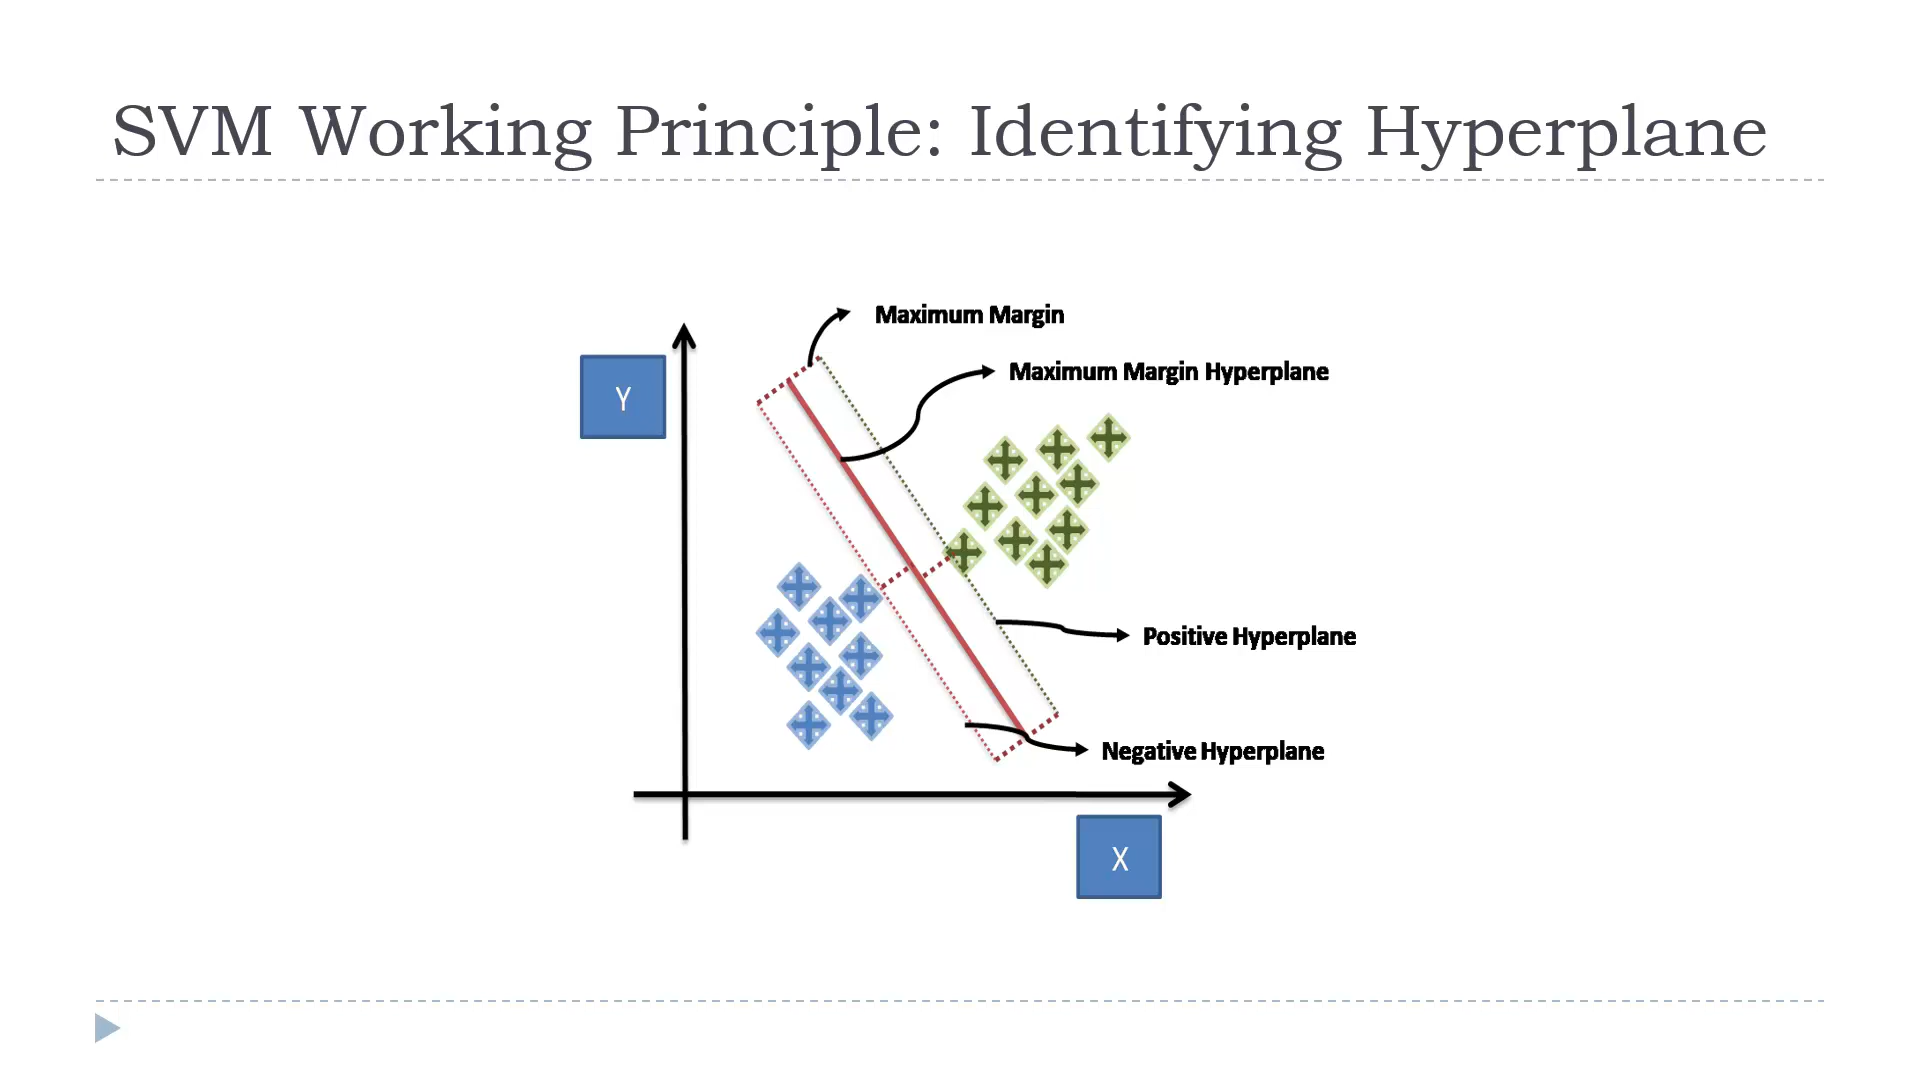 SVM Working Principle: Identifying Hyperplane
Maximum Margin
Maximum Margin Hyperplane
Y
Positive Hyperplane
Negative Hyperplane
X